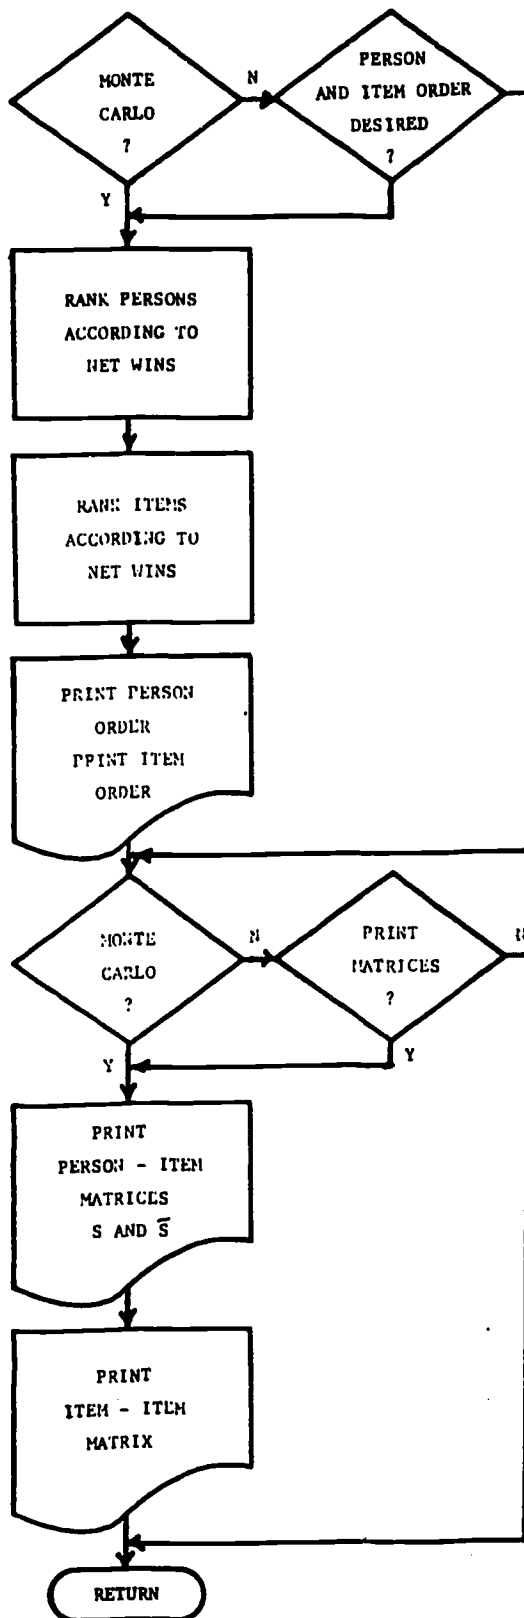 MONTE
CARLO
?
N
PERSON
AND ITEM ORDER
DESIRED
?
Y
RANK PERSONS
ACCORDING TO
NET WINS
RANK ITEMS
ACCORDING TO
NET WINS
PRINT PERSON
ORDER
PRINT ITEM
ORDER
MONTE
CARLO
?
N
PRINT
MATRICES
?
N
Y
Y
PRINT
PERSON - ITEM
MATRICES
S AND S̅
PRINT
ITEM - ITEM
MATRIX
RETURN